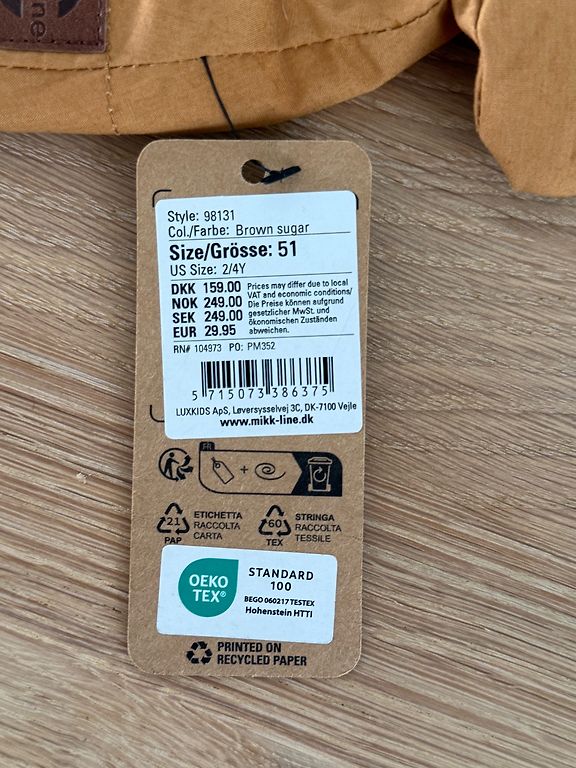 ne
Style: 98131
Col./Farbe: Brown sugar
Size/Grösse: 51
US Size: 2/4Y
DKK 159.00
NOK 249.00
SEK 249.00
EUR 29.95
Prices may differ due to local
VAT and economic conditions/
Die Preise können aufgrund
gesetzlicher MwSt. und
ökonomischen Zuständen
abweichen.
RN# 104973 PO: PM352
5 715073 386375
LUXKIDS ApS, Løversysselvej 3C, DK-7100 Vejle
www.mikk-line.dk
FR
+
21
PAP
ETICHETTA
RACCOLTA
CARTA
60
TEX
STRINGA
RACCOLTA
TESSILE
OEKO
TEX®
STANDARD
100
BEGO 060217 TESTEX
Hohenstein HTTI
PRINTED ON
RECYCLED PAPER